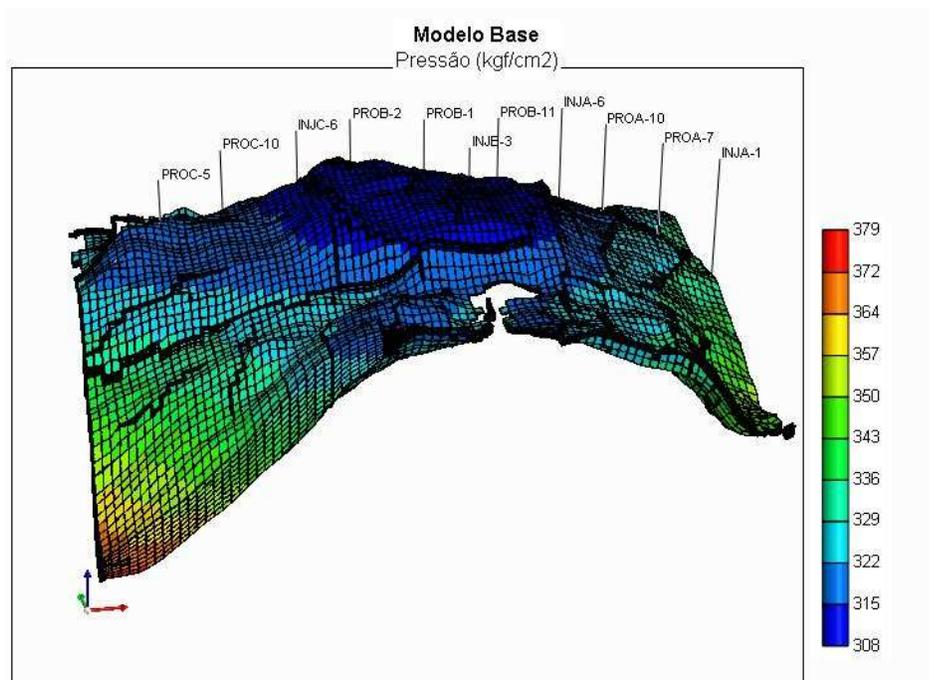 Modelo Base
Pressão (kgf/cm2)
INJA-6
PROB-2
PROB-1
PROB-11
PROA-10
INJC-6
PROC-10
INJE-3
PROA-7
INJA-1
PROC-5
379
372
364
357
350
343
336
329
322
315
308